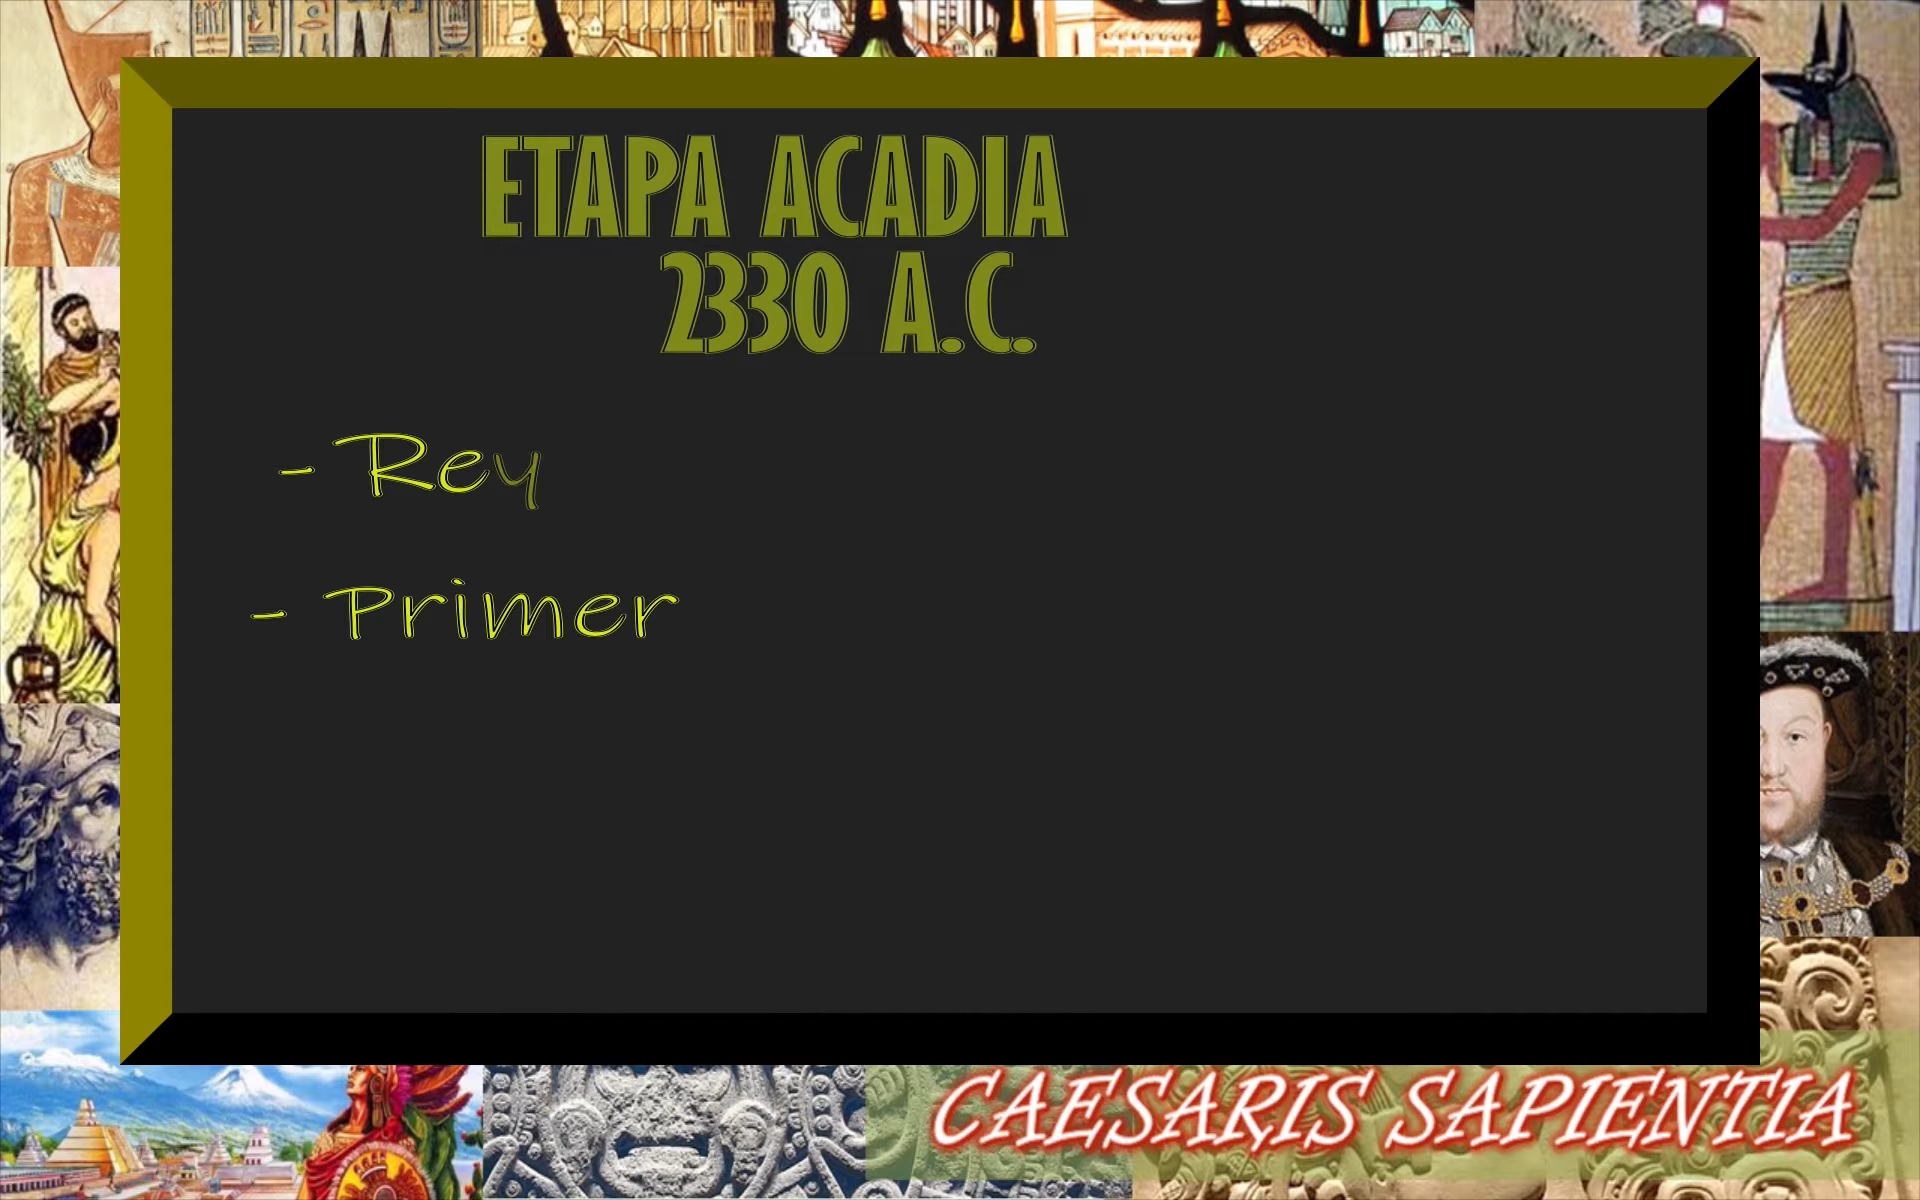 ETAPA ACADIA
2330 A.C.
- Rey
- Primer
CAESARIS SAPIENTIA